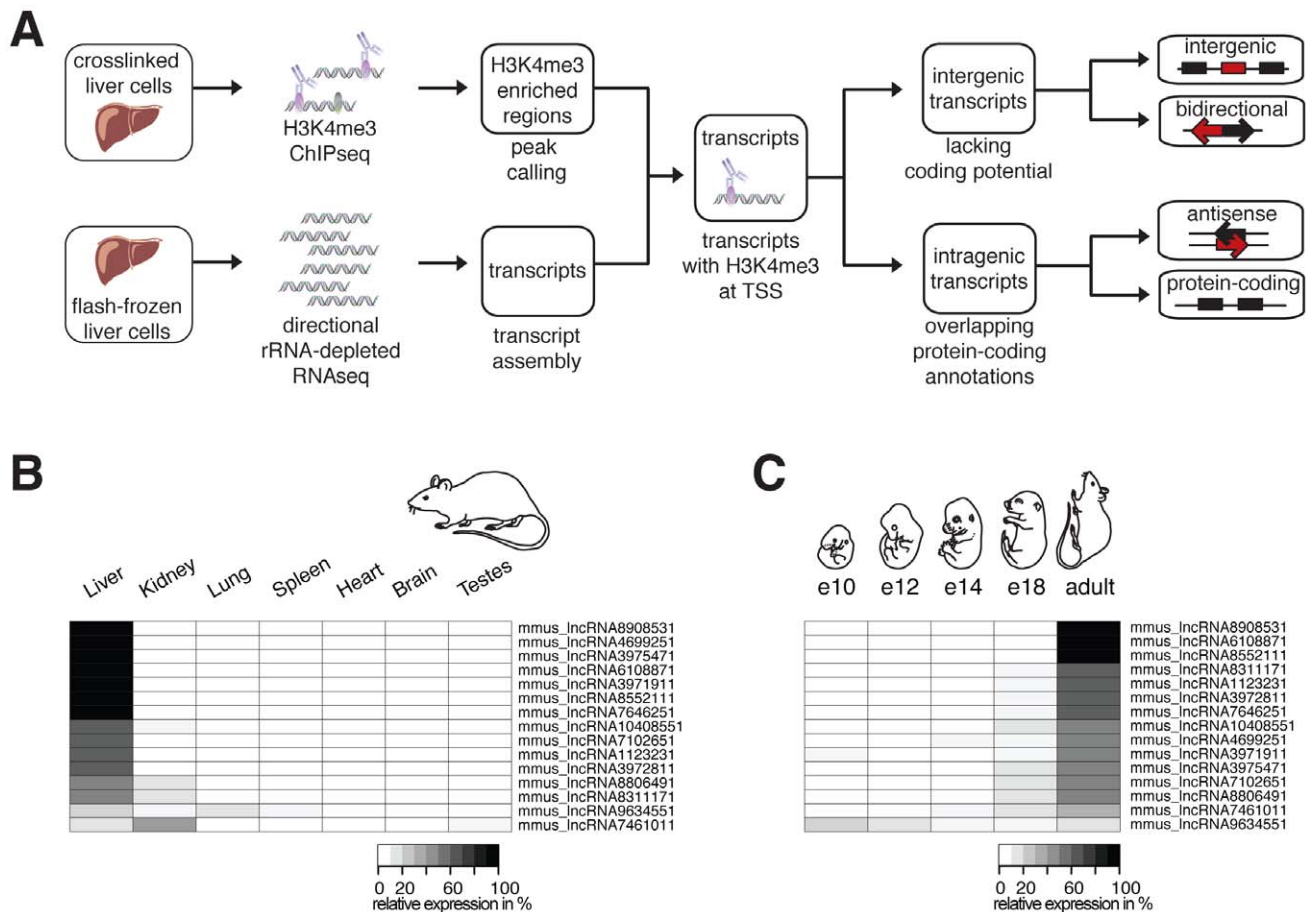 A
crosslinked
liver cells
H3K4me3
ChIPseq
H3K4me3
enriched
regions
peak
calling
flash-frozen
liver cells
directional
rRNA-depleted
RNAseq
transcripts
transcript
assembly
transcripts
transcripts
with H3K4me3
at TSS
intergenic
transcripts
lacking
coding potential
intragenic
transcripts
overlapping
protein-coding
annotations
intergenic
bidirectional
antisense
protein-coding
B
Liver Kidney Lung Spleen Heart Brain Testes
mmus_lncRNA8908531
mmus_lncRNA4699251
mmus_lncRNA3975471
mmus_lncRNA6108871
mmus_lncRNA3971911
mmus_lncRNA8552111
mmus_lncRNA7646251
mmus_lncRNA10408551
mmus_lncRNA7102651
mmus_lncRNA1123231
mmus_lncRNA3972811
mmus_lncRNA8806491
mmus_lncRNA8311171
mmus_lncRNA9634551
mmus_lncRNA7461011
0 20 60 100
relative expression in %
C
e10 e12 e14 e18 adult
mmus_lncRNA8908531
mmus_lncRNA6108871
mmus_lncRNA8552111
mmus_lncRNA8311171
mmus_lncRNA1123231
mmus_lncRNA3972811
mmus_lncRNA7646251
mmus_lncRNA10408551
mmus_lncRNA4699251
mmus_lncRNA3971911
mmus_lncRNA3975471
mmus_lncRNA7102651
mmus_lncRNA8806491
mmus_lncRNA7461011
mmus_lncRNA9634551
0 20 60 100
relative expression in %